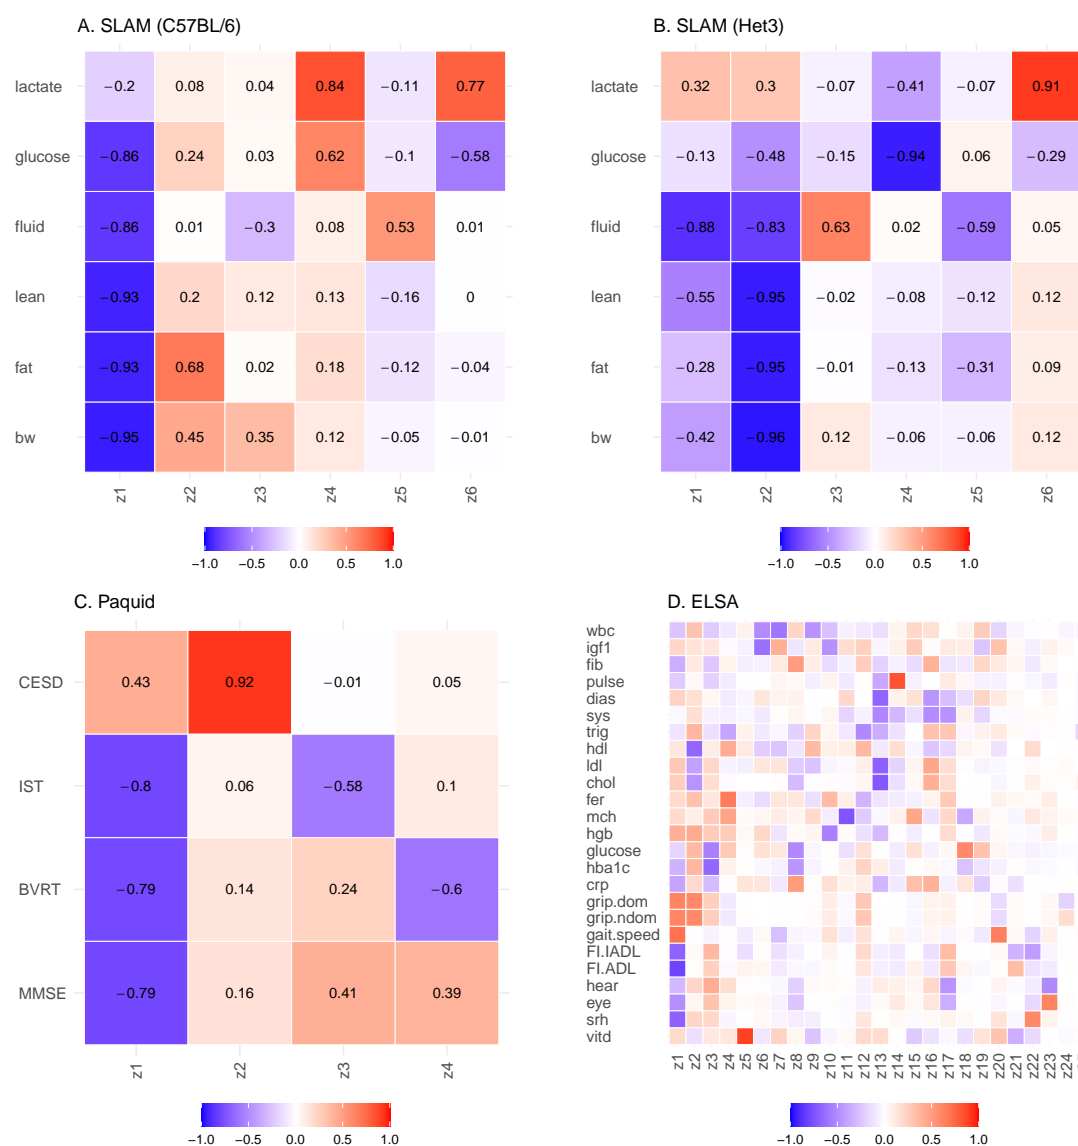 A. SLAM (C57BL/6)
lactate −0.2 0.08 0.04 0.84 −0.11 0.77
glucose −0.86 0.24 0.03 0.62 −0.1 −0.58
fluid −0.86 0.01 −0.3 0.08 0.53 0.01
lean −0.93 0.2 0.12 0.13 −0.16 0
fat −0.93 0.68 0.02 0.18 −0.12 −0.04
bw −0.95 0.45 0.35 0.12 −0.05 −0.01
z1 z2 z3 z4 z5 z6
−1.0 −0.5 0.0 0.5 1.0
B. SLAM (Het3)
lactate 0.32 0.3 −0.07 −0.41 −0.07 0.91
glucose −0.13 −0.48 −0.15 −0.94 0.06 −0.29
fluid −0.88 −0.83 0.63 0.02 −0.59 0.05
lean −0.55 −0.95 −0.02 −0.08 −0.12 0.12
fat −0.28 −0.95 −0.01 −0.13 −0.31 0.09
bw −0.42 −0.96 0.12 −0.06 −0.06 0.12
z1 z2 z3 z4 z5 z6
−1.0 −0.5 0.0 0.5 1.0
C. Paquid
CESD 0.43 0.92 −0.01 0.05
IST −0.8 0.06 −0.58 0.1
BVRT −0.79 0.14 0.24 −0.6
MMSE −0.79 0.16 0.41 0.39
z1 z2 z3 z4
−1.0 −0.5 0.0 0.5 1.0
D. ELSA
wbc
igf1
fib
pulse
dias
sys
trig
hdl
ldl
chol
fer
mch
hgb
glucose
hba1c
crp
grip.dom
grip.ndom
gait.speed
FI.IADL
FI.ADL
hear
eye
srh
vitd
z1 z2 z3 z4 z5 z6 z7 z8 z9 z10 z11 z12 z13 z14 z15 z16 z17 z18 z19 z20 z21 z22 z23 z24
−1.0 −0.5 0.0 0.5 1.0